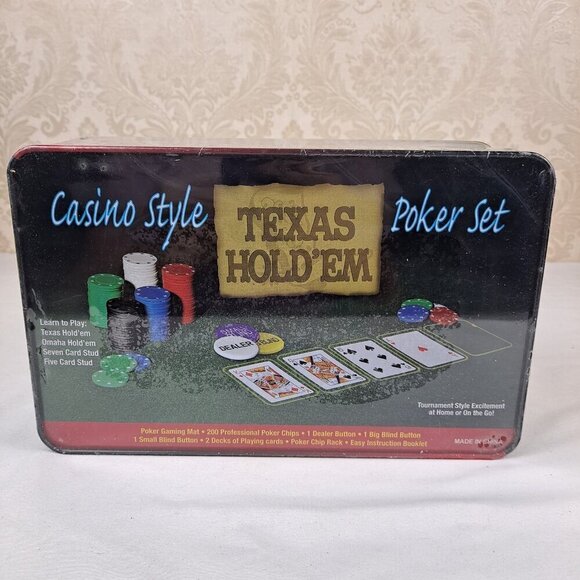 Casino Style
TEXAS
HOLD'EM
Poker Set
Learn to Play:
Texas Hold'em
Omaha Hold'em
Seven Card Stud
Five Card Stud
DEALER
Tournament Style Excitement
at Home or On the Go!
Poker Gaming Mat • 200 Professional Poker Chips • 1 Dealer Button • 1 Big Blind Button
1 Small Blind Button • 2 Decks of Playing cards • Poker Chip Rack • Easy Instruction Booklet
MADE IN CHINA